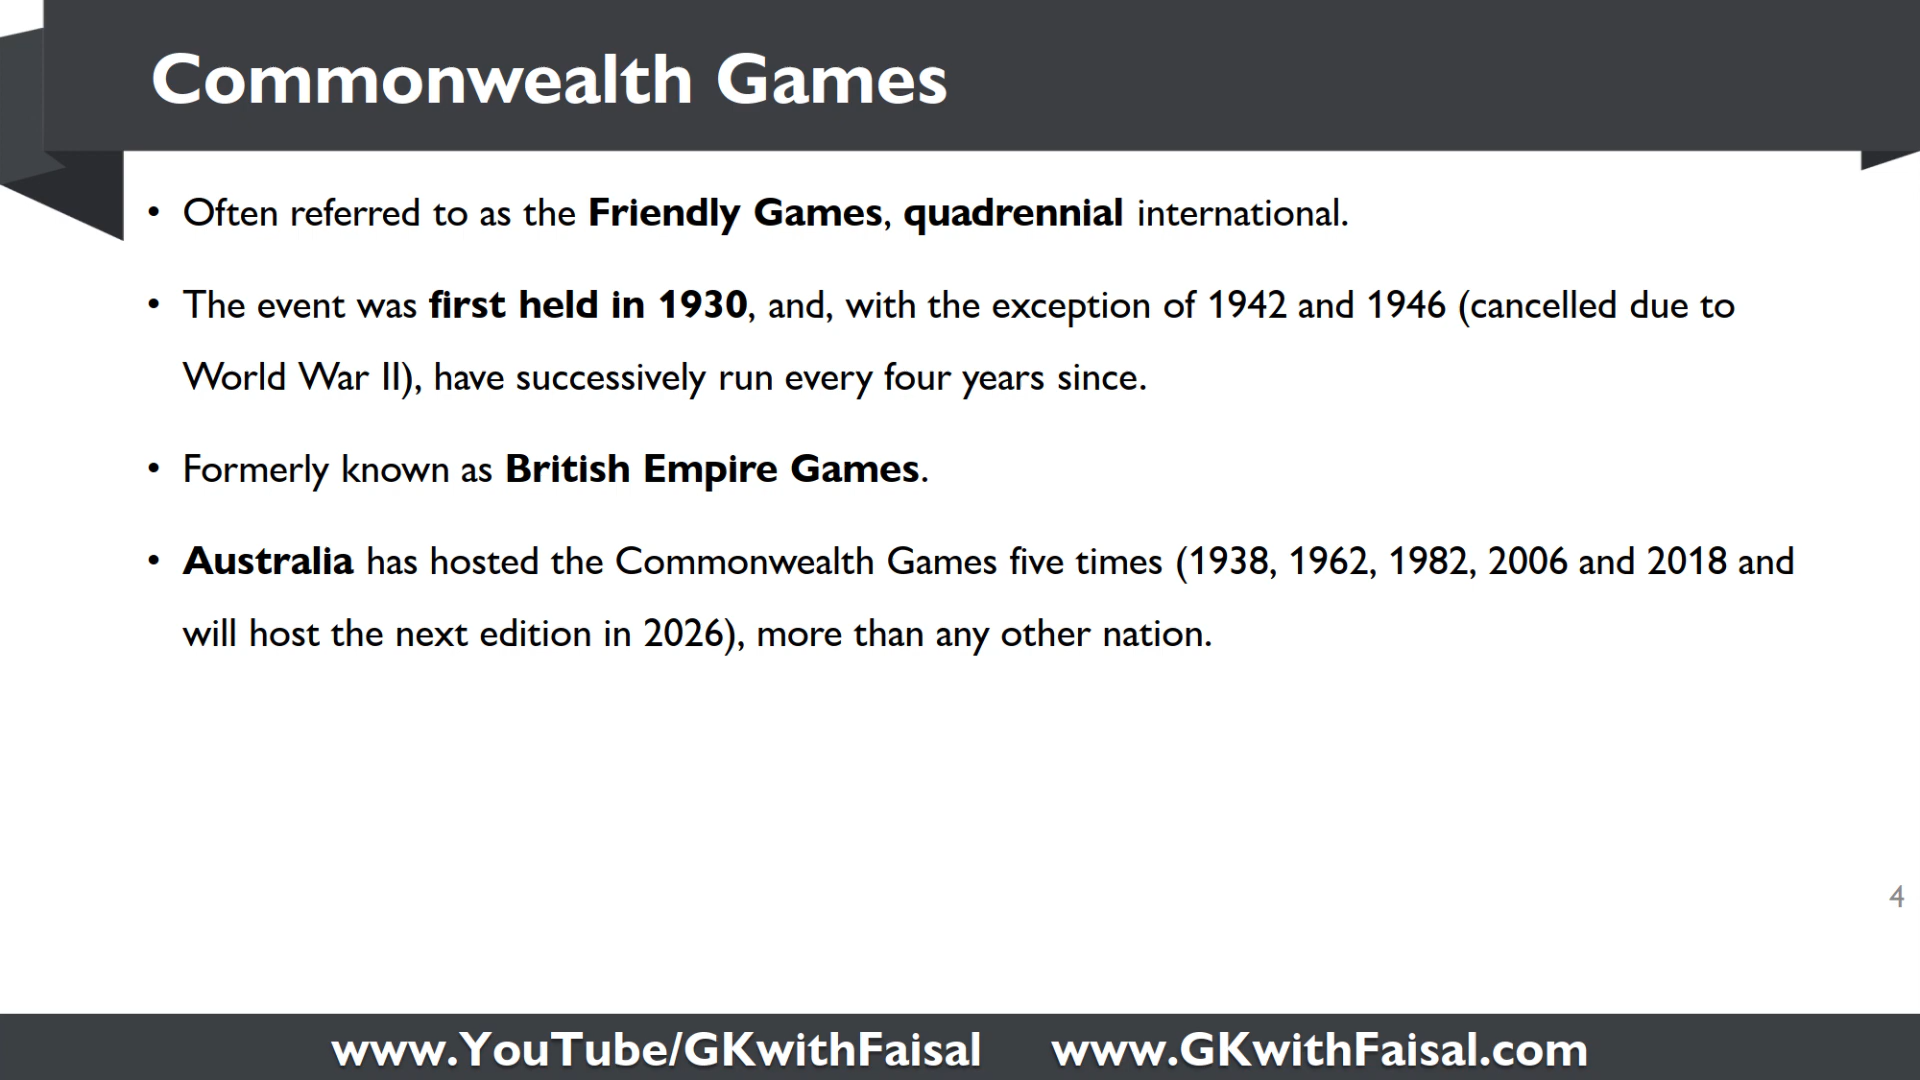 Commonwealth Games
• Often referred to as the Friendly Games, quadrennial international.
• The event was first held in 1930, and, with the exception of 1942 and 1946 (cancelled due to
World War II), have successively run every four years since.
• Formerly known as British Empire Games.
• Australia has hosted the Commonwealth Games five times (1938, 1962, 1982, 2006 and 2018 and
will host the next edition in 2026), more than any other nation.
4
www.YouTube/GKwithFaisal www.GKwithFaisal.com